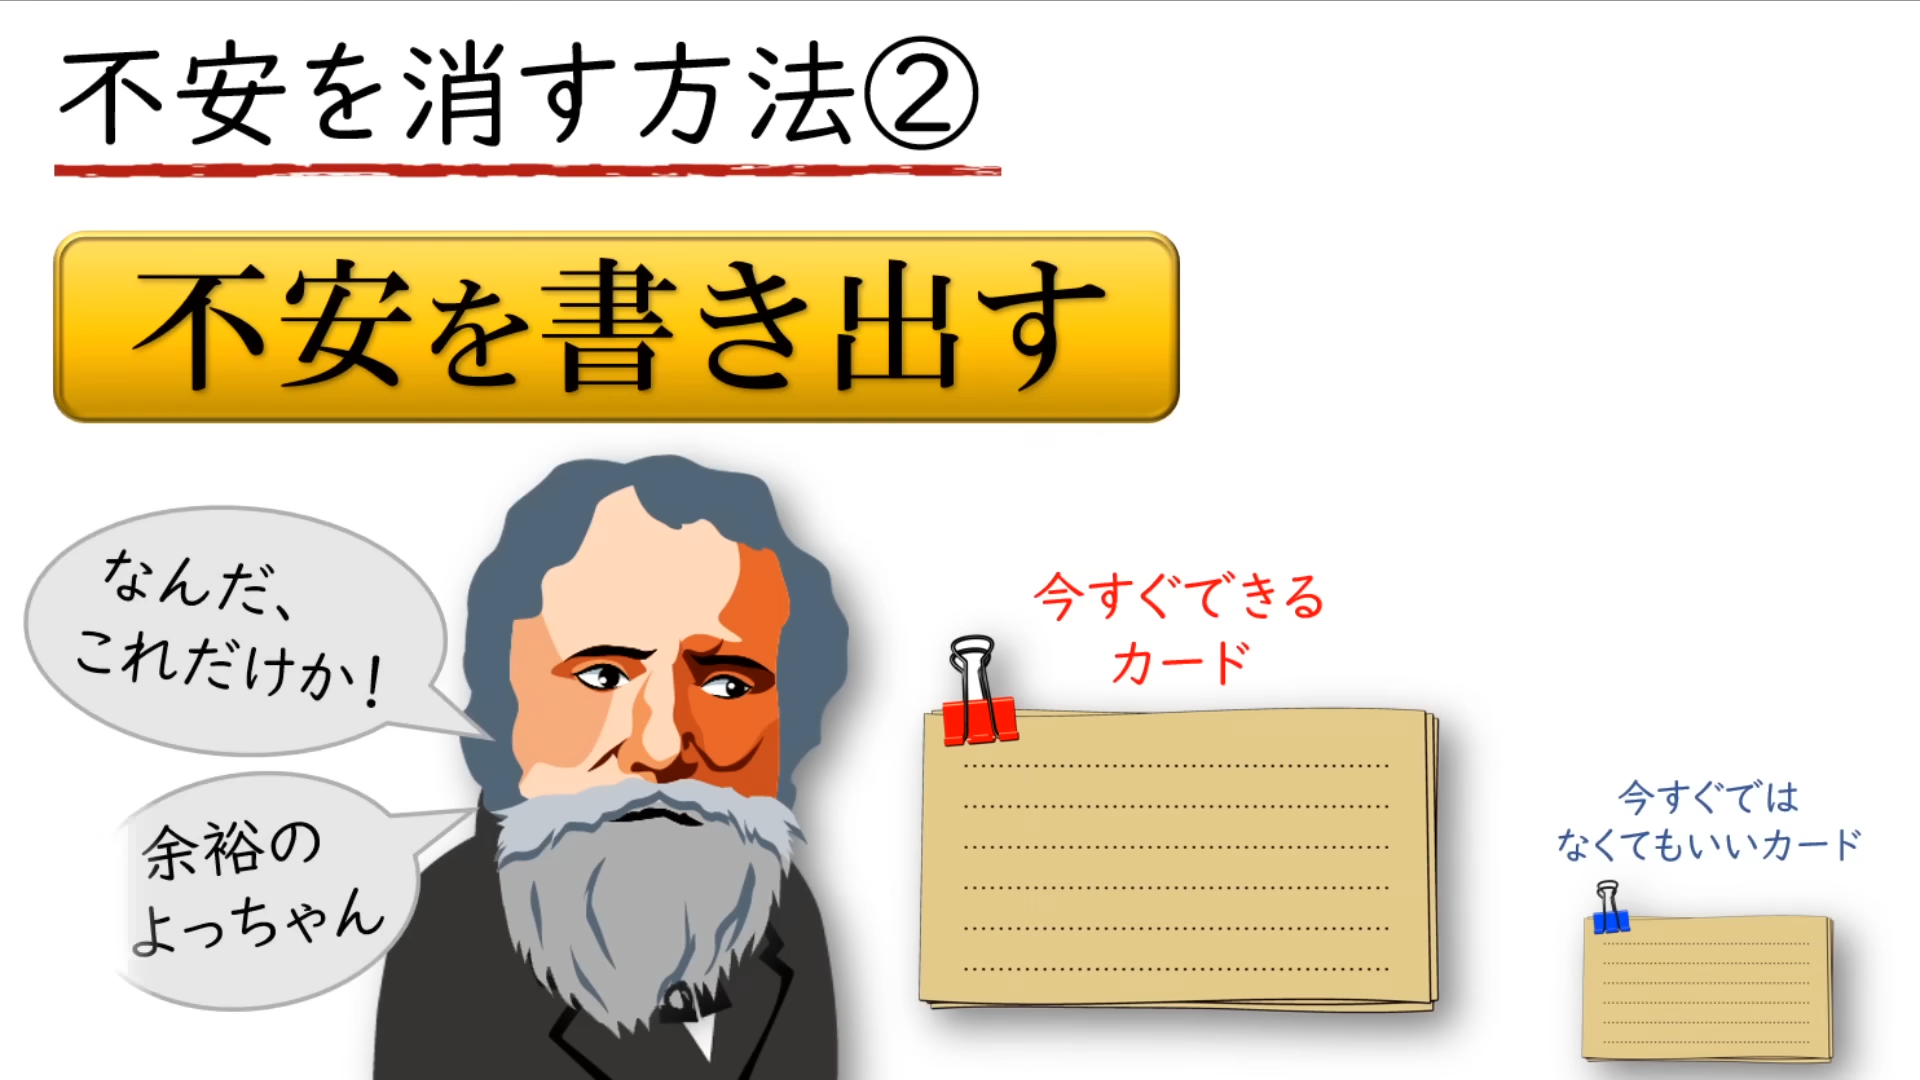 不安を消す方法②
不安を書き出す
なんだ、
これだけか!
余裕の
よっちゃん
今すぐできる
カード
今すぐでは
なくてもいいカード